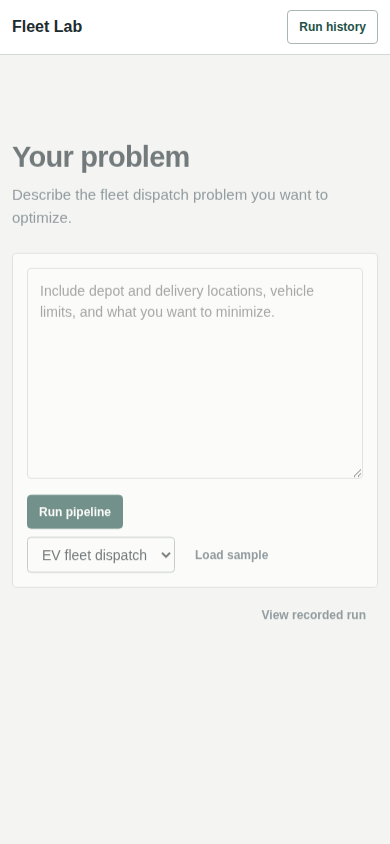 Fleet Lab
Run history
Your problem
Describe the fleet dispatch problem you want to
optimize.
Include depot and delivery locations, vehicle
limits, and what you want to minimize.
Run pipeline
EV fleet dispatch
Load sample
View recorded run